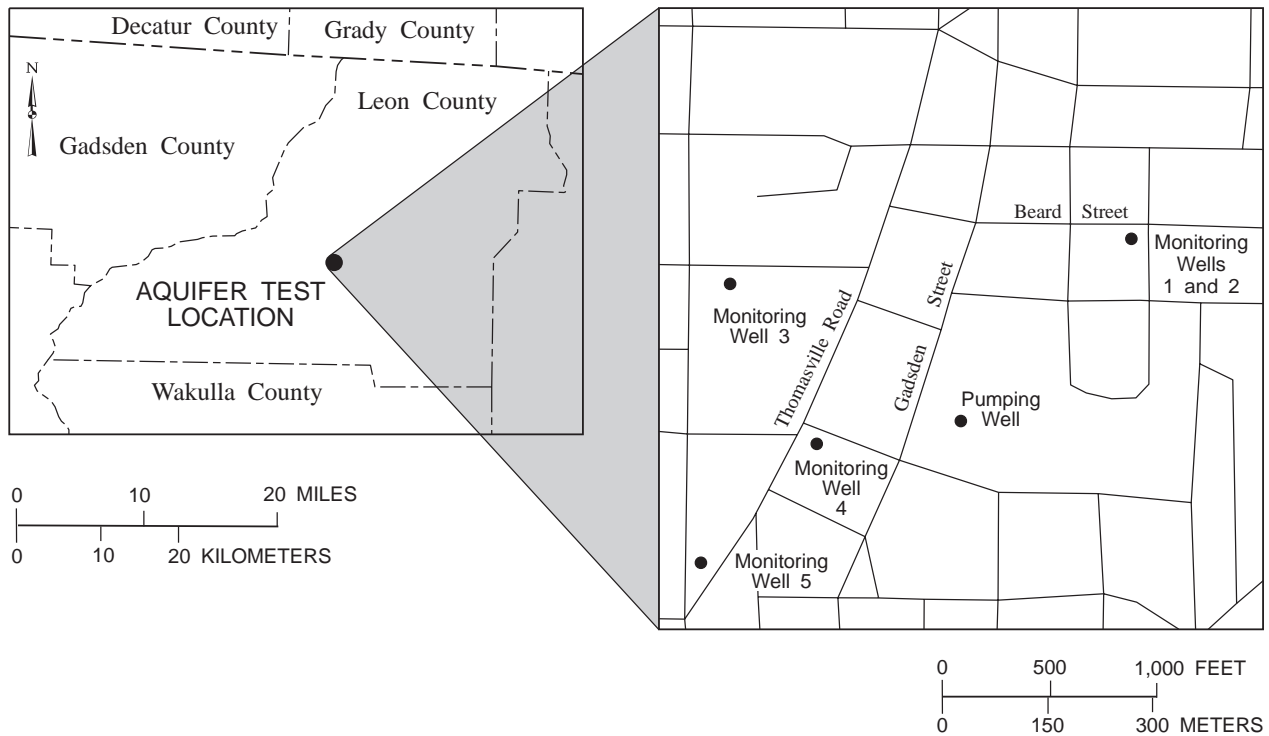 Decatur County
Grady County
N
Leon County
Gadsden County
AQUIFER TEST
LOCATION
Wakulla County
0 10 20 MILES
0 10 20 KILOMETERS
Beard Street
Monitoring
Wells
1 and 2
Monitoring
Well 3
Thomasville Road
Gadsden Street
Pumping
Well
Monitoring
Well
4
Monitoring
Well 5
0 500 1,000 FEET
0 150 300 METERS